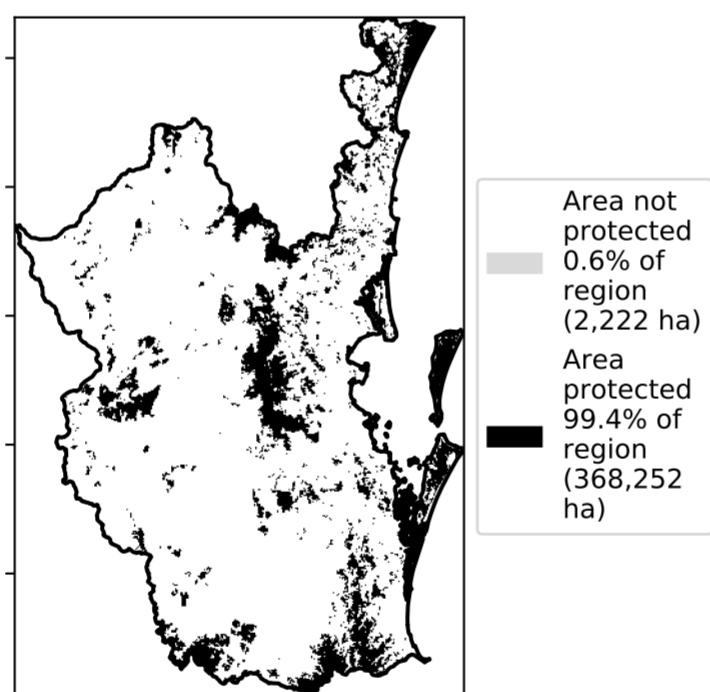 Area not
protected
0.6% of
region
(2,222 ha)
Area
protected
99.4% of
region
(368,252
ha)